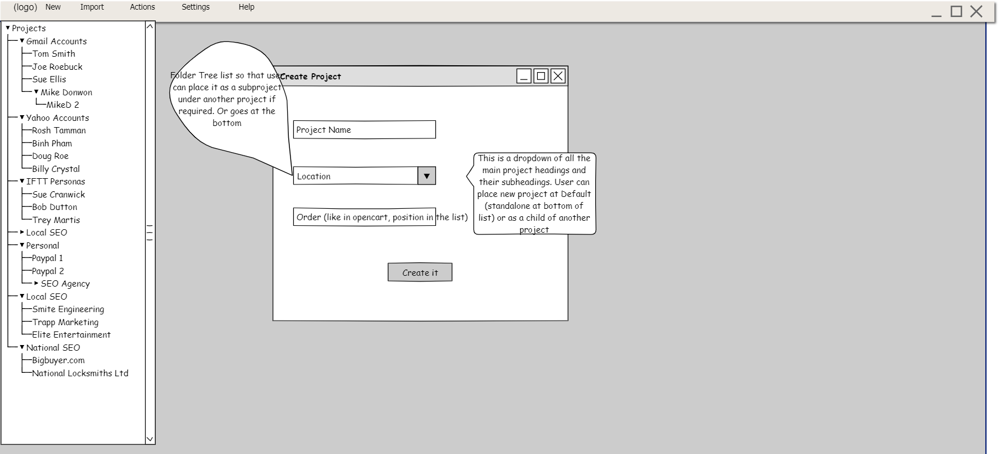 (logo) New Import Actions Settings Help
Projects
Gmail Accounts
Tom Smith
Joe Roebuck
Sue Ellis
Mike Donwon
MikeD 2
Yahoo Accounts
Rosh Tamman
Binh Pham
Doug Roe
Billy Crystal
IFTT Personas
Sue Cranwick
Bob Dutton
Trey Martis
Local SEO
Personal
Paypal 1
Paypal 2
SEO Agency
Local SEO
Smite Engineering
Trapp Marketing
Elite Entertainment
National SEO
Bigbuyer.com
National Locksmiths Ltd
Folder Tree list so that user
can place it as a subproject
under another project if
required. Or goes at the
bottom
Create Project
Project Name
Location
Order (like in opencart, position in the list)
Create it
This is a dropdown of all the
main project headings and
their subheadings. User can
place new project at Default
(standalone at bottom of
list) or as a child of another
project